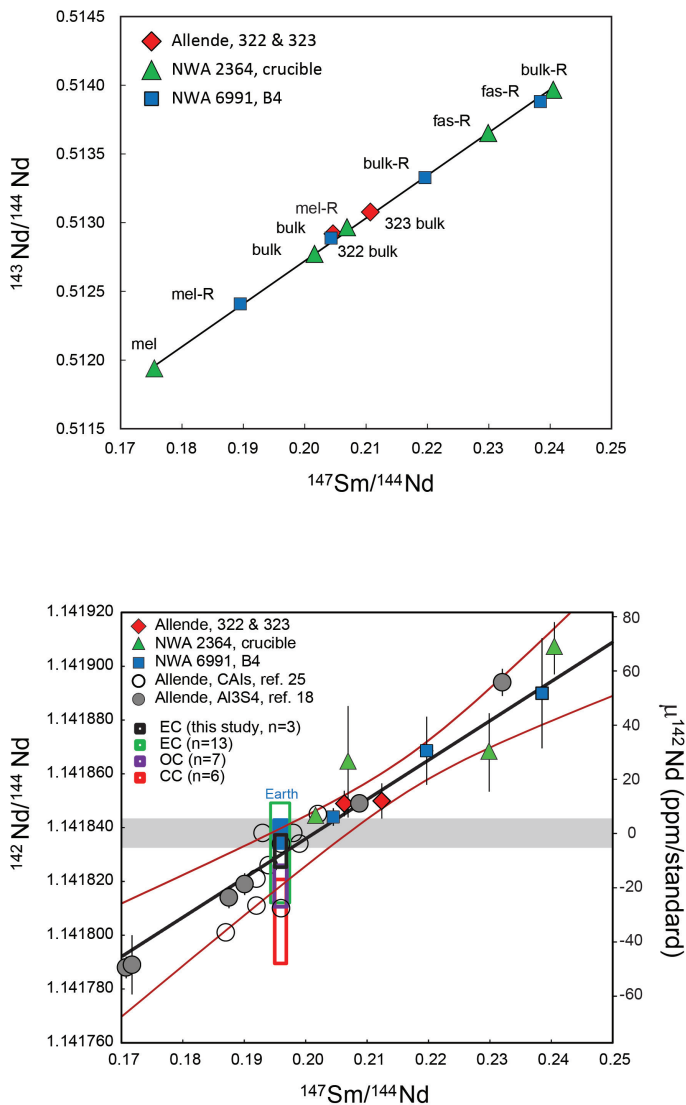 0.5145
Allende, 322 & 323
NWA 2364, crucible
NWA 6991, B4
bulk-R
0.5140
fas-R
fas-R
0.5135
bulk-R
mel-R
0.5130
bulk
323 bulk
bulk
322 bulk
0.5125
mel-R
mel
0.5120
0.5115
143Nd/144 Nd
0.17 0.18 0.19 0.20 0.21 0.22 0.23 0.24 0.25
147Sm/144Nd
1.141920
1.141900
1.141880
1.141860
1.141840
1.141820
1.141800
1.141780
1.141760
142 Nd/144 Nd
Allende, 322 & 323
NWA 2364, crucible
NWA 6991, B4
Allende, CAIs, ref. 25
Allende, Al3S4, ref. 18
EC (this study, n=3)
EC (n=13)
OC (n=7)
CC (n=6)
Earth
80
60
40
20
0
-20
-40
-60
μ142Nd (ppm/standard)
0.17 0.18 0.19 0.20 0.21 0.22 0.23 0.24 0.25
147Sm/144Nd